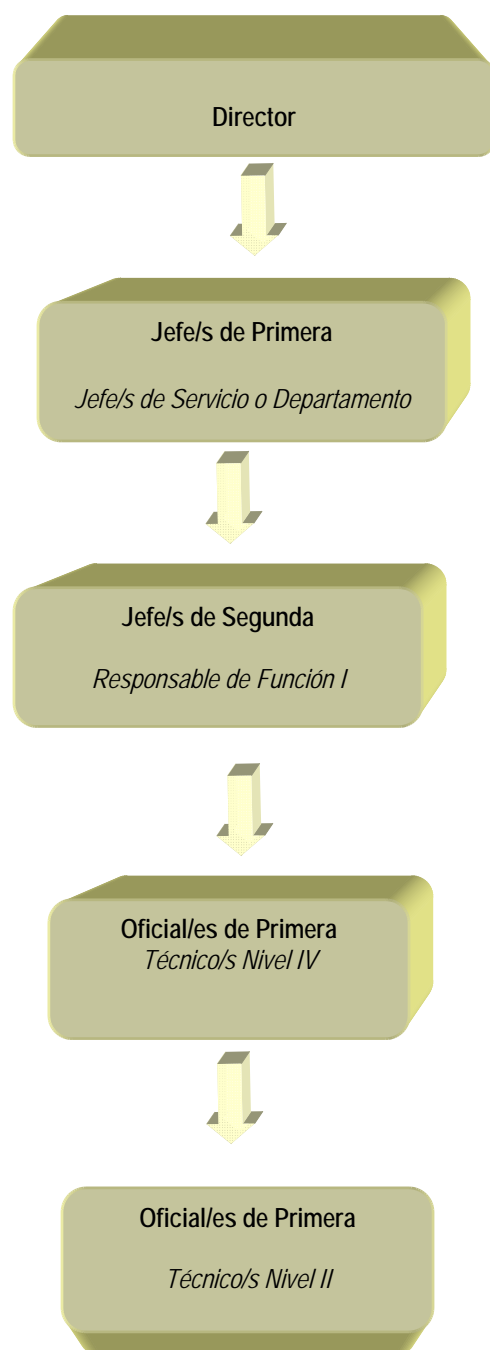 Director
Jefe/s de Primera
Jefe/s de Servicio o Departamento
Jefe/s de Segunda
Responsable de Función I
Oficial/es de Primera
Técnico/s Nivel IV
Oficial/es de Primera
Técnico/s Nivel II